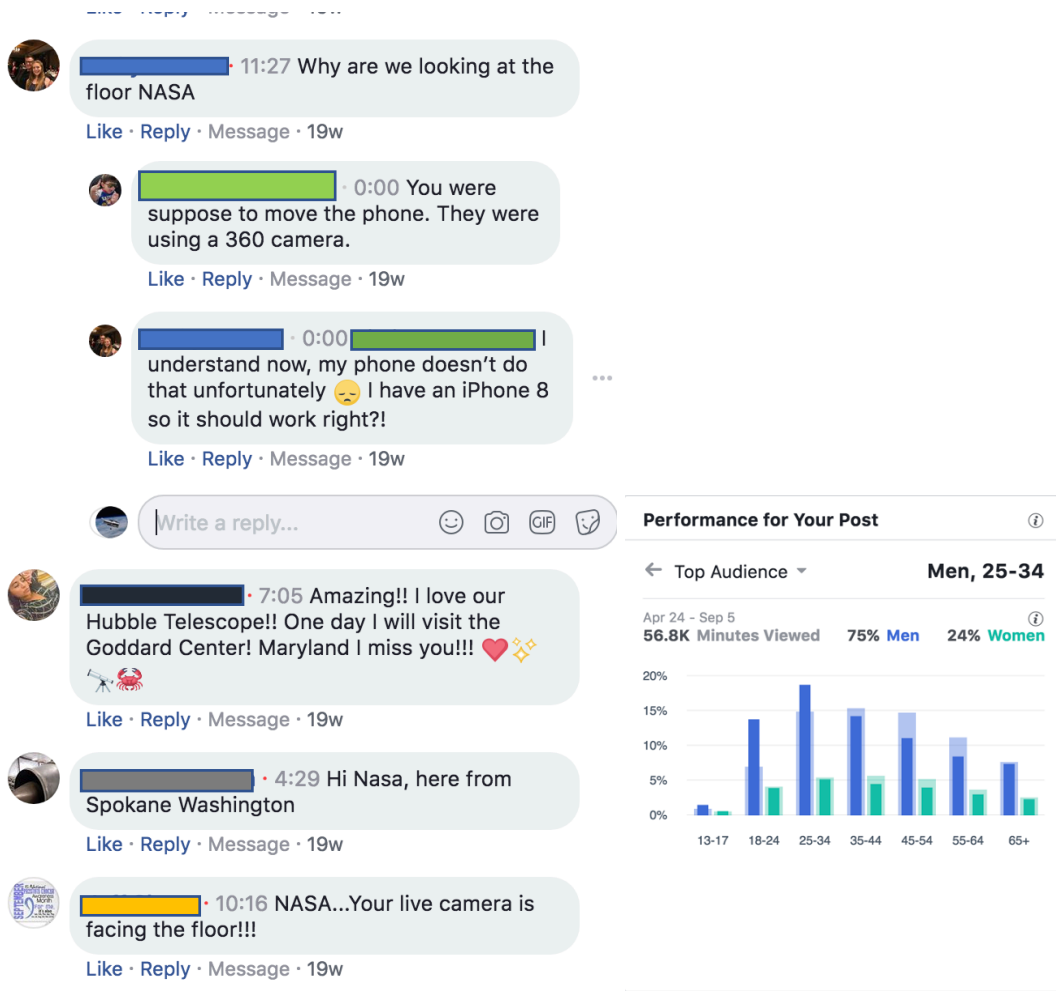 11:27 Why are we looking at the
floor NASA
Like · Reply · Message · 19w
0:00 You were
suppose to move the phone. They were
using a 360 camera.
Like · Reply · Message · 19w
0:00 I
understand now, my phone doesn't do
that unfortunately 😞 I have an iPhone 8
so it should work right?!
Like · Reply · Message · 19w
Write a reply...
GIF
7:05 Amazing!! I love our
Hubble Telescope!! One day I will visit the
Goddard Center! Maryland I miss you!!! ❤️✨
🔭🦀
Like · Reply · Message · 19w
4:29 Hi Nasa, here from
Spokane Washington
Like · Reply · Message · 19w
10:16 NASA...Your live camera is
facing the floor!!!
Like · Reply · Message · 19w
SEPTEMBER
Performance for Your Post
Top Audience
Men, 25-34
Apr 24 - Sep 5
56.8K Minutes Viewed 75% Men 24% Women
20%
15%
10%
5%
0%
13-17 18-24 25-34 35-44 45-54 55-64 65+